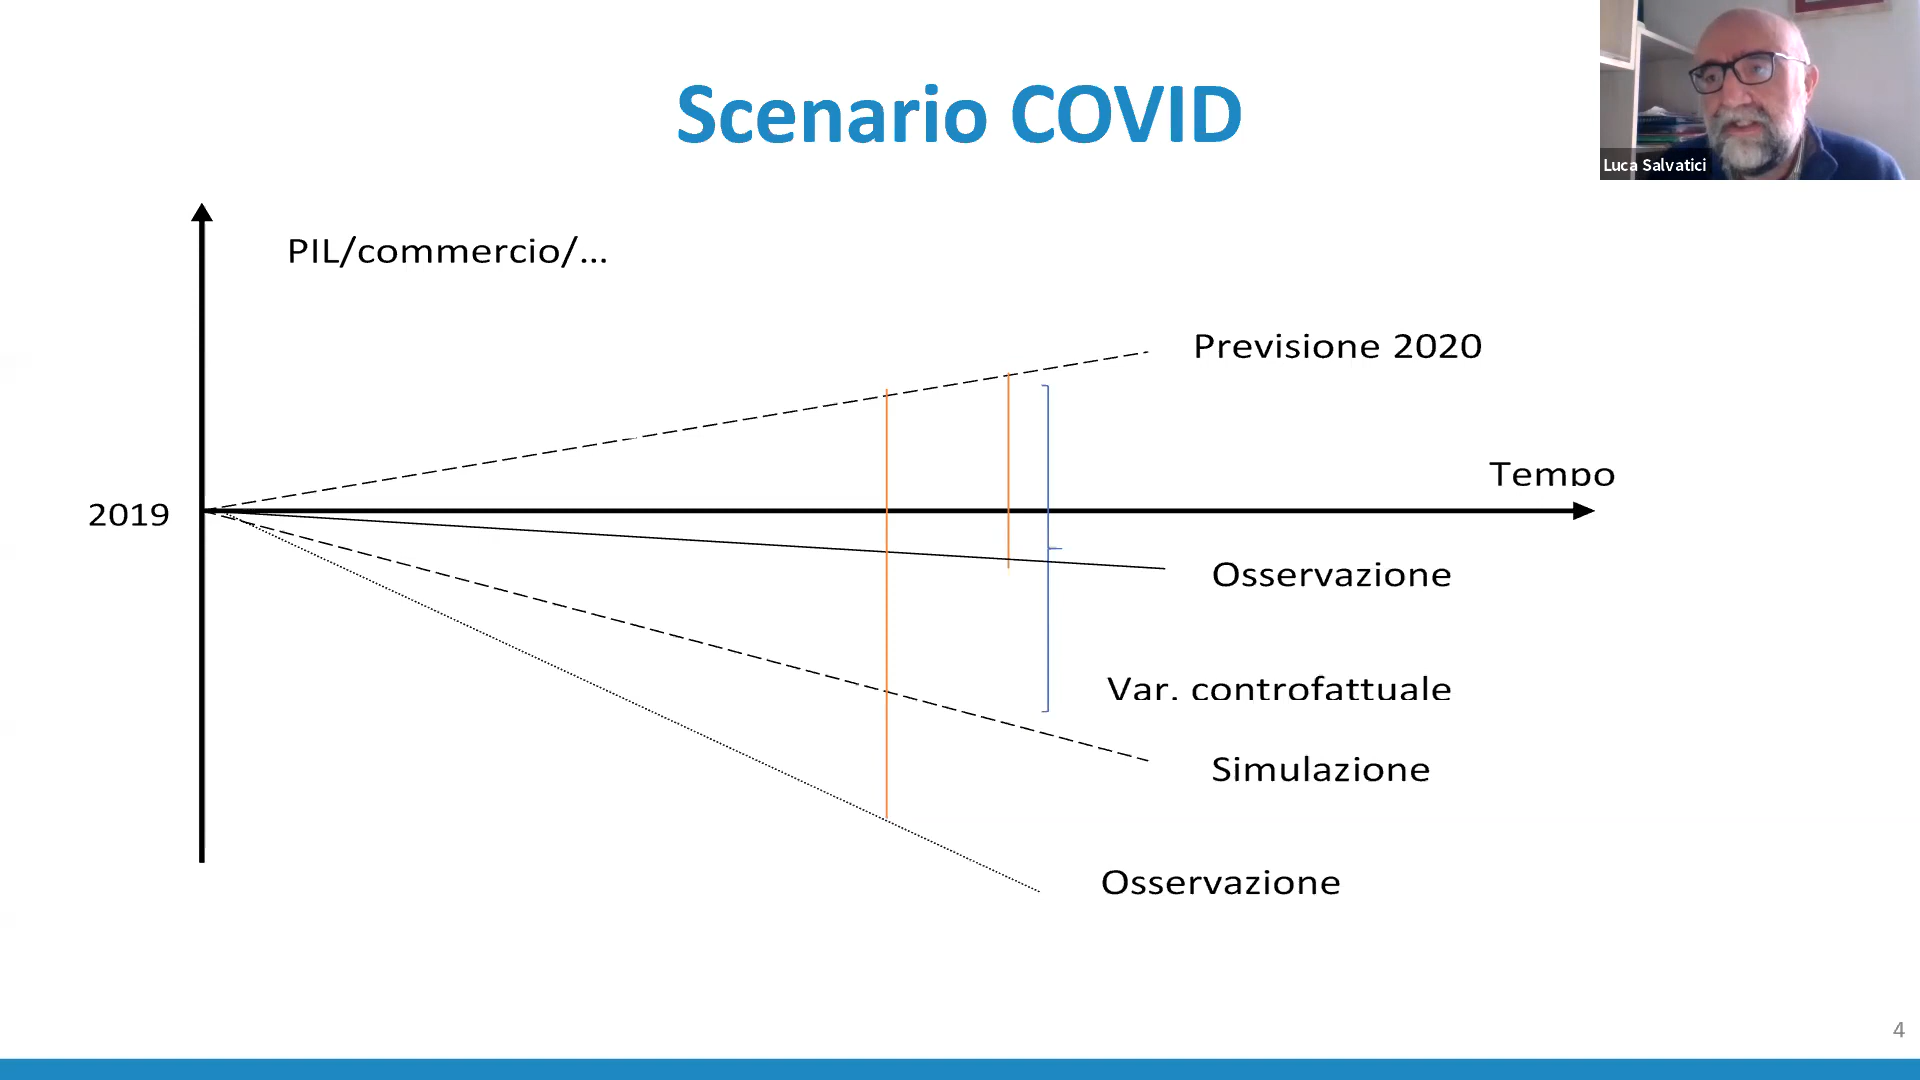 Scenario COVID
Luca Salvatici
PIL/commercio/...
Previsione 2020
Tempo
2019
Osservazione
Var. controfattuale
Simulazione
Osservazione
4